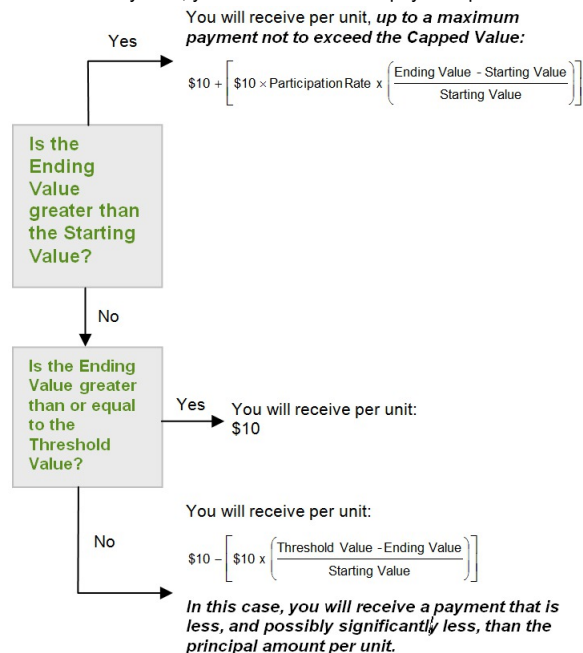 You will receive per unit, up to a maximum
Yes
payment not to exceed the Capped Value:
$10 + [ $10 × Participation Rate x ( Ending Value - Starting Value / Starting Value ) ]
Is the
Ending
Value
greater than
the Starting
Value?
No
Is the Ending
Value greater
than or equal
to the
Threshold
Value?
Yes
You will receive per unit:
$10
You will receive per unit:
No
$10 – [ $10 x ( Threshold Value - Ending Value / Starting Value ) ]
In this case, you will receive a payment that is
less, and possibly significantly less, than the
principal amount per unit.